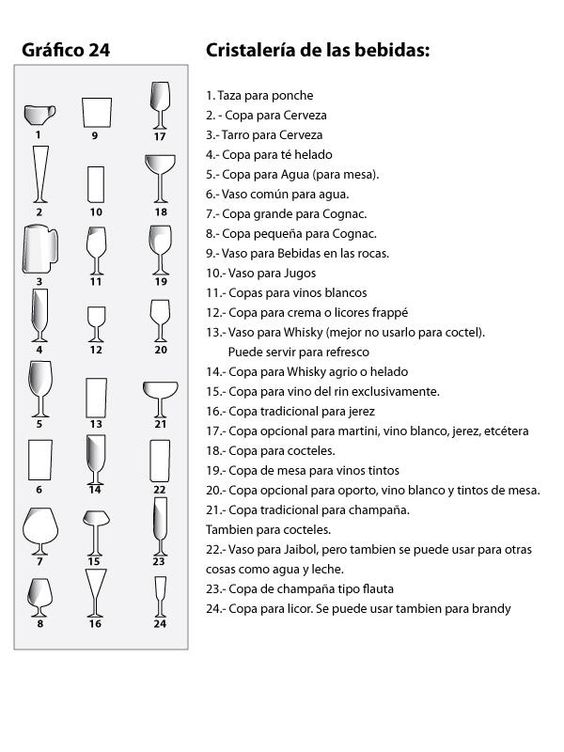 Gráfico 24
Cristalería de las bebidas:
1 9 17
2 10 18
3 11 19
4 12 20
5 13 21
6 14 22
7 15 23
8 16 24
1. Taza para ponche
2. - Copa para Cerveza
3.- Tarro para Cerveza
4.- Copa para té helado
5.- Copa para Agua (para mesa).
6.- Vaso común para agua.
7.- Copa grande para Cognac.
8.- Copa pequeña para Cognac.
9.- Vaso para Bebidas en las rocas.
10.- Vaso para Jugos
11.- Copas para vinos blancos
12.- Copa para crema o licores frappé
13.- Vaso para Whisky (mejor no usarlo para coctel).
Puede servir para refresco
14.- Copa para Whisky agrio o helado
15.- Copa para vino del rin exclusivamente.
16.- Copa tradicional para jerez
17.- Copa opcional para martini, vino blanco, jerez, etcétera
18.- Copa para cocteles.
19.- Copa de mesa para vinos tintos
20.- Copa opcional para oporto, vino blanco y tintos de mesa.
21.- Copa tradicional para champaña.
Tambien para cocteles.
22.- Vaso para Jaibol, pero tambien se puede usar para otras
cosas como agua y leche.
23.- Copa de champaña tipo flauta
24.- Copa para licor. Se puede usar tambien para brandy